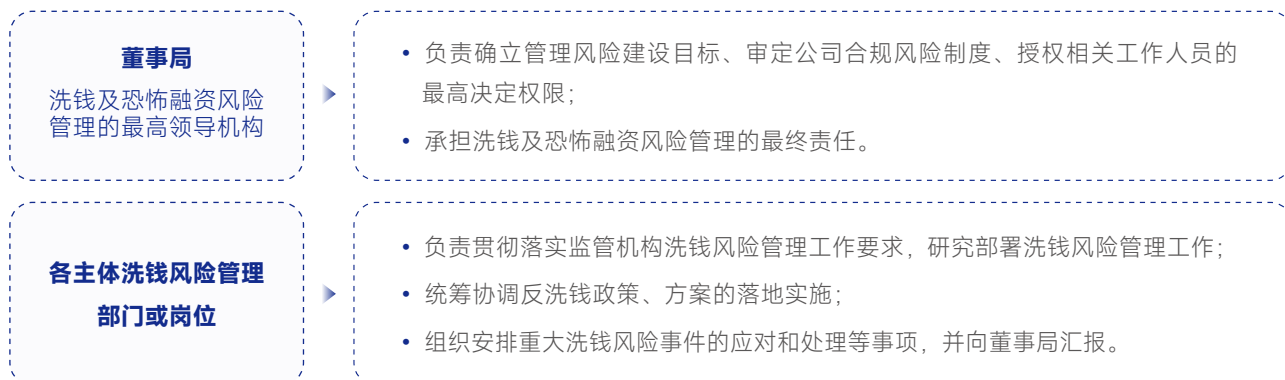 董事局
洗钱及恐怖融资风险
管理的最高领导机构
• 负责确立管理风险建设目标、审定公司合规风险制度、授权相关工作人员的
最高决定权限；
• 承担洗钱及恐怖融资风险管理的最终责任。
各主体洗钱风险管理
部门或岗位
• 负责贯彻落实监管机构洗钱风险管理工作要求，研究部署洗钱风险管理工作；
• 统筹协调反洗钱政策、方案的落地实施；
• 组织安排重大洗钱风险事件的应对和处理等事项，并向董事局汇报。